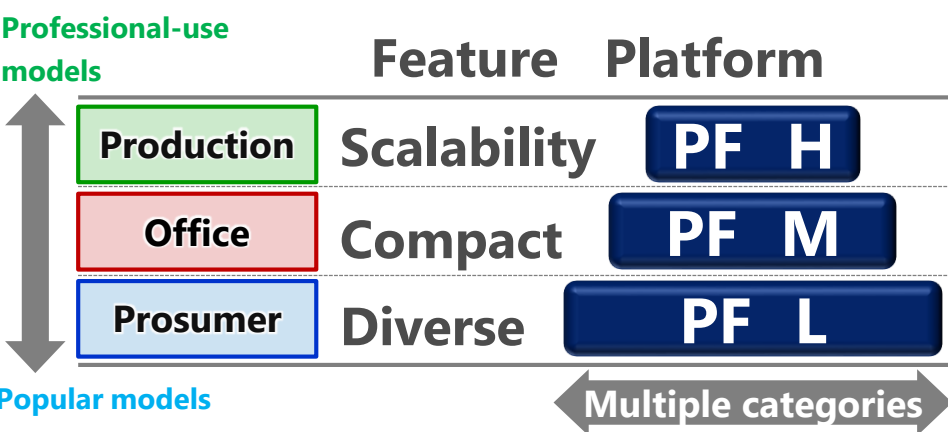 Professional-use
models
Feature Platform
Production Scalability PF H
Office Compact PF M
Prosumer Diverse PF L
Popular models
Multiple categories